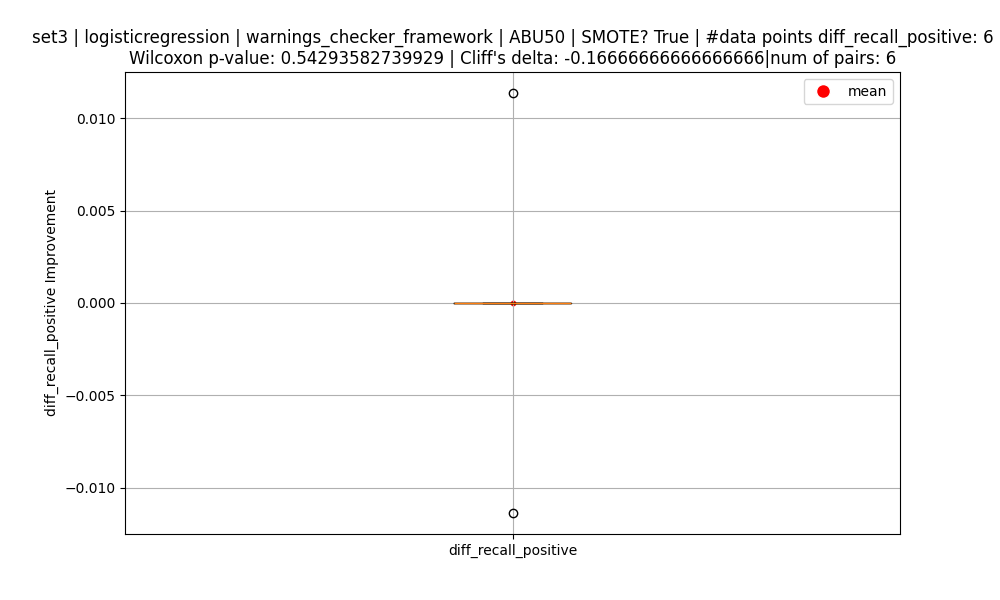 set3 | logisticregression | warnings_checker_framework | ABU50 | SMOTE? True | #data points diff_recall_positive: 6
Wilcoxon p-value: 0.54293582739929 | Cliff's delta: -0.16666666666666666|num of pairs: 6
mean
0.010
0.005
0.000
−0.005
−0.010
diff_recall_positive Improvement
diff_recall_positive